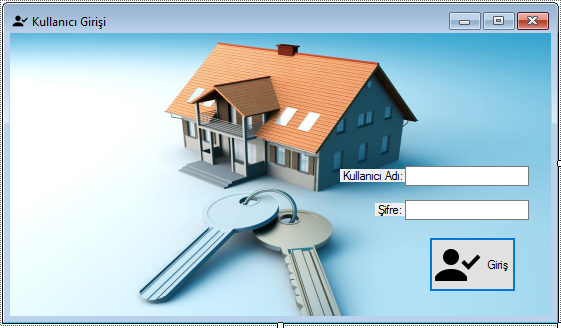 Kullanıcı Girişi
Kullanıcı Adı:
Şifre:
Giriş